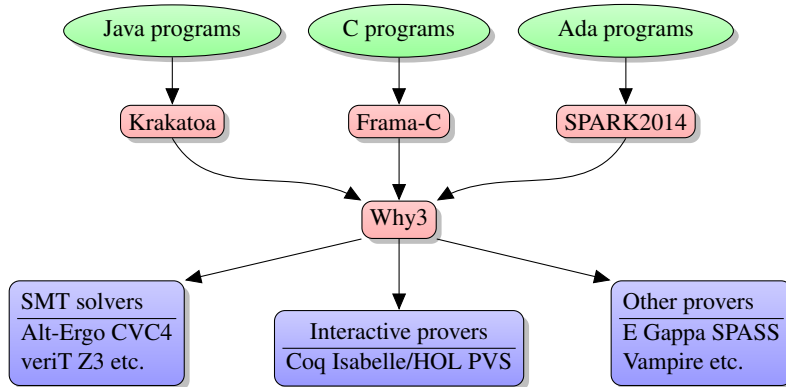 Java programs
C programs
Ada programs
Krakatoa
Frama-C
SPARK2014
Why3
SMT solvers
Alt-Ergo CVC4
veriT Z3 etc.
Interactive provers
Coq Isabelle/HOL PVS
Other provers
E Gappa SPASS
Vampire etc.